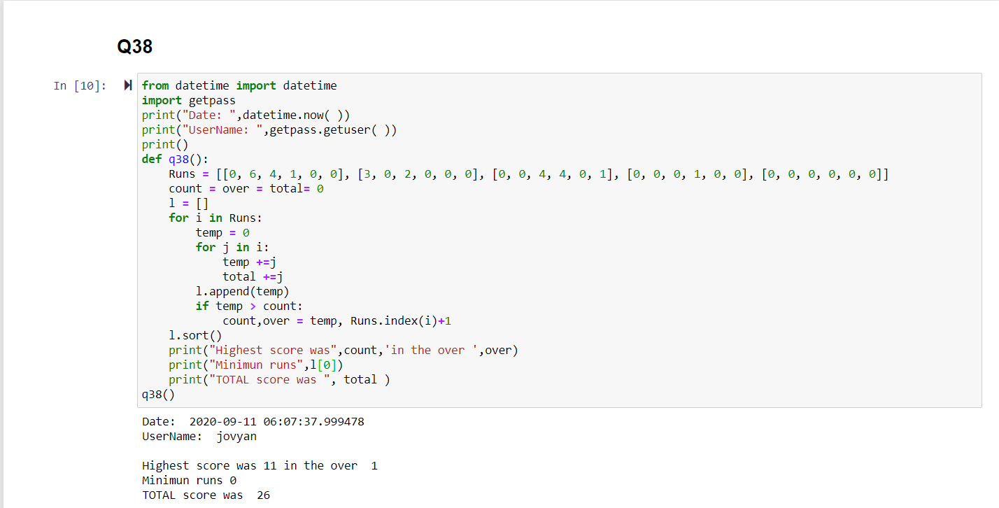 Q38
In [10]:
from datetime import datetime
import getpass
print("Date: ",datetime.now( ))
print("UserName: ",getpass.getuser( ))
print()
def q38():
    Runs = [[0, 6, 4, 1, 0, 0], [3, 0, 2, 0, 0, 0], [0, 0, 4, 4, 0, 1], [0, 0, 0, 1, 0, 0], [0, 0, 0, 0, 0, 0]]
    count = over = total= 0
    l = []
    for i in Runs:
        temp = 0
        for j in i:
            temp +=j
            total +=j
        l.append(temp)
        if temp > count:
            count,over = temp, Runs.index(i)+1
    l.sort()
    print("Highest score was",count,'in the over ',over)
    print("Minimun runs",l[0])
    print("TOTAL score was ", total )
q38()
Date:  2020-09-11 06:07:37.999478
UserName:  jovyan
Highest score was 11 in the over  1
Minimun runs 0
TOTAL score was  26